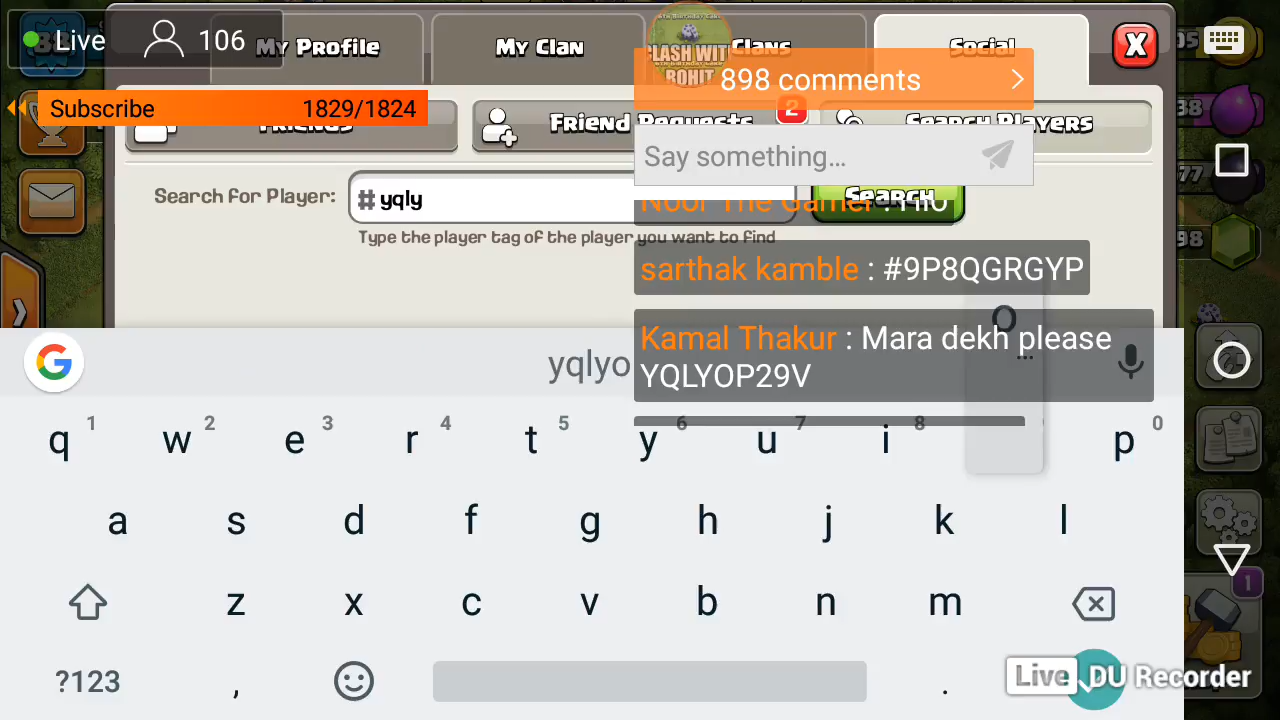 Live 106
My Profile
My Clan
Clans
Social
CLASH WITH
ROHIT
898 comments
Subscribe 1829/1824
Friends
Friend Requests 2
Search Players
Say something...
Search for Player: # yqly
Search
Type the player tag of the player you want to find
Noor The Gamer : Hlo
sarthak kamble : #9P8QGRGYP
Kamal Thakur : Mara dekh please
YQLYOP29V
yqlyo
o
...
1 2 3 4 5 6 7 8 0
q w e r t y u i p
a s d f g h j k l
z x c v b n m
?123 , .
1
Live DU Recorder